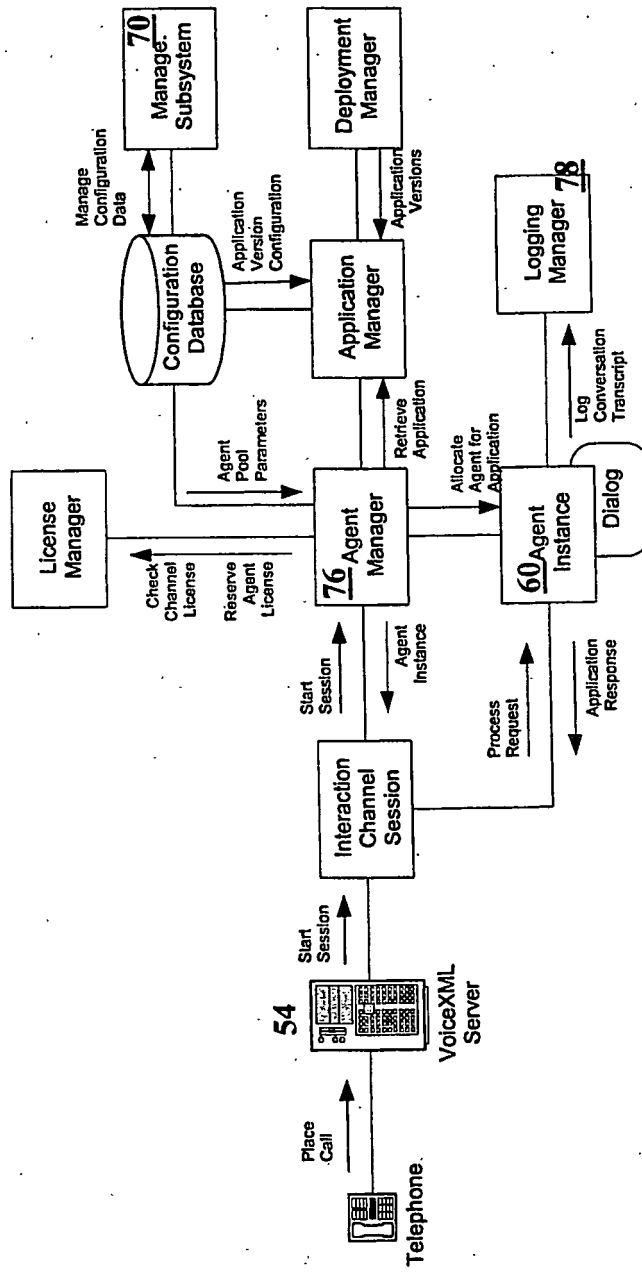 Telephone
Place
Call
54
VoiceXML
Server
Start
Session
Interaction
Channel
Session
Start
Session
Agent
Instance
Process
Request
Application
Response
License
Manager
Check
Channel
License
Reserve
Agent
License
Agent
Pool
Parameters
76 Agent
Manager
Retrieve
Application
Allocate
Agent for
Application
60 Agent
Instance
Dialog
Log
Conversation
Transcript
Logging
Manager
78
Configuration
Database
Manage
Configuration
Data
70
Manage.
Subsystem
Application
Version
Configuration
Application
Manager
Application
Versions
Deployment
Manager